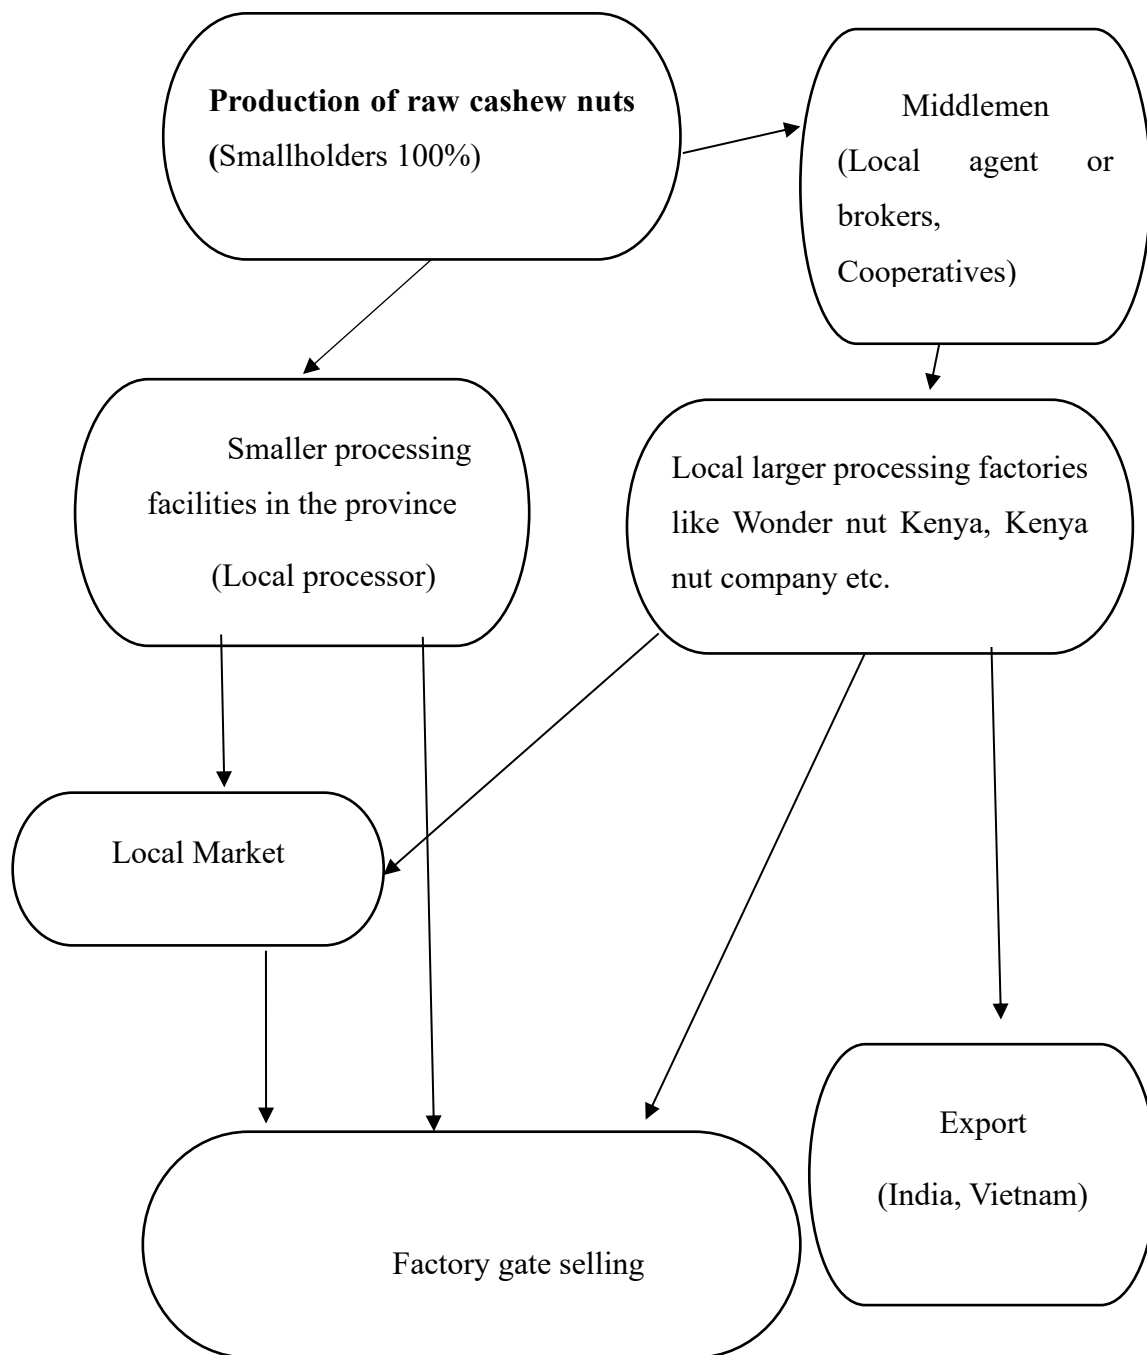 Production of raw cashew nuts
(Smallholders 100%)
Middlemen
(Local agent or
brokers,
Cooperatives)
Smaller processing
facilities in the province
(Local processor)
Local larger processing factories
like Wonder nut Kenya, Kenya
nut company etc.
Local Market
Export
(India, Vietnam)
Factory gate selling